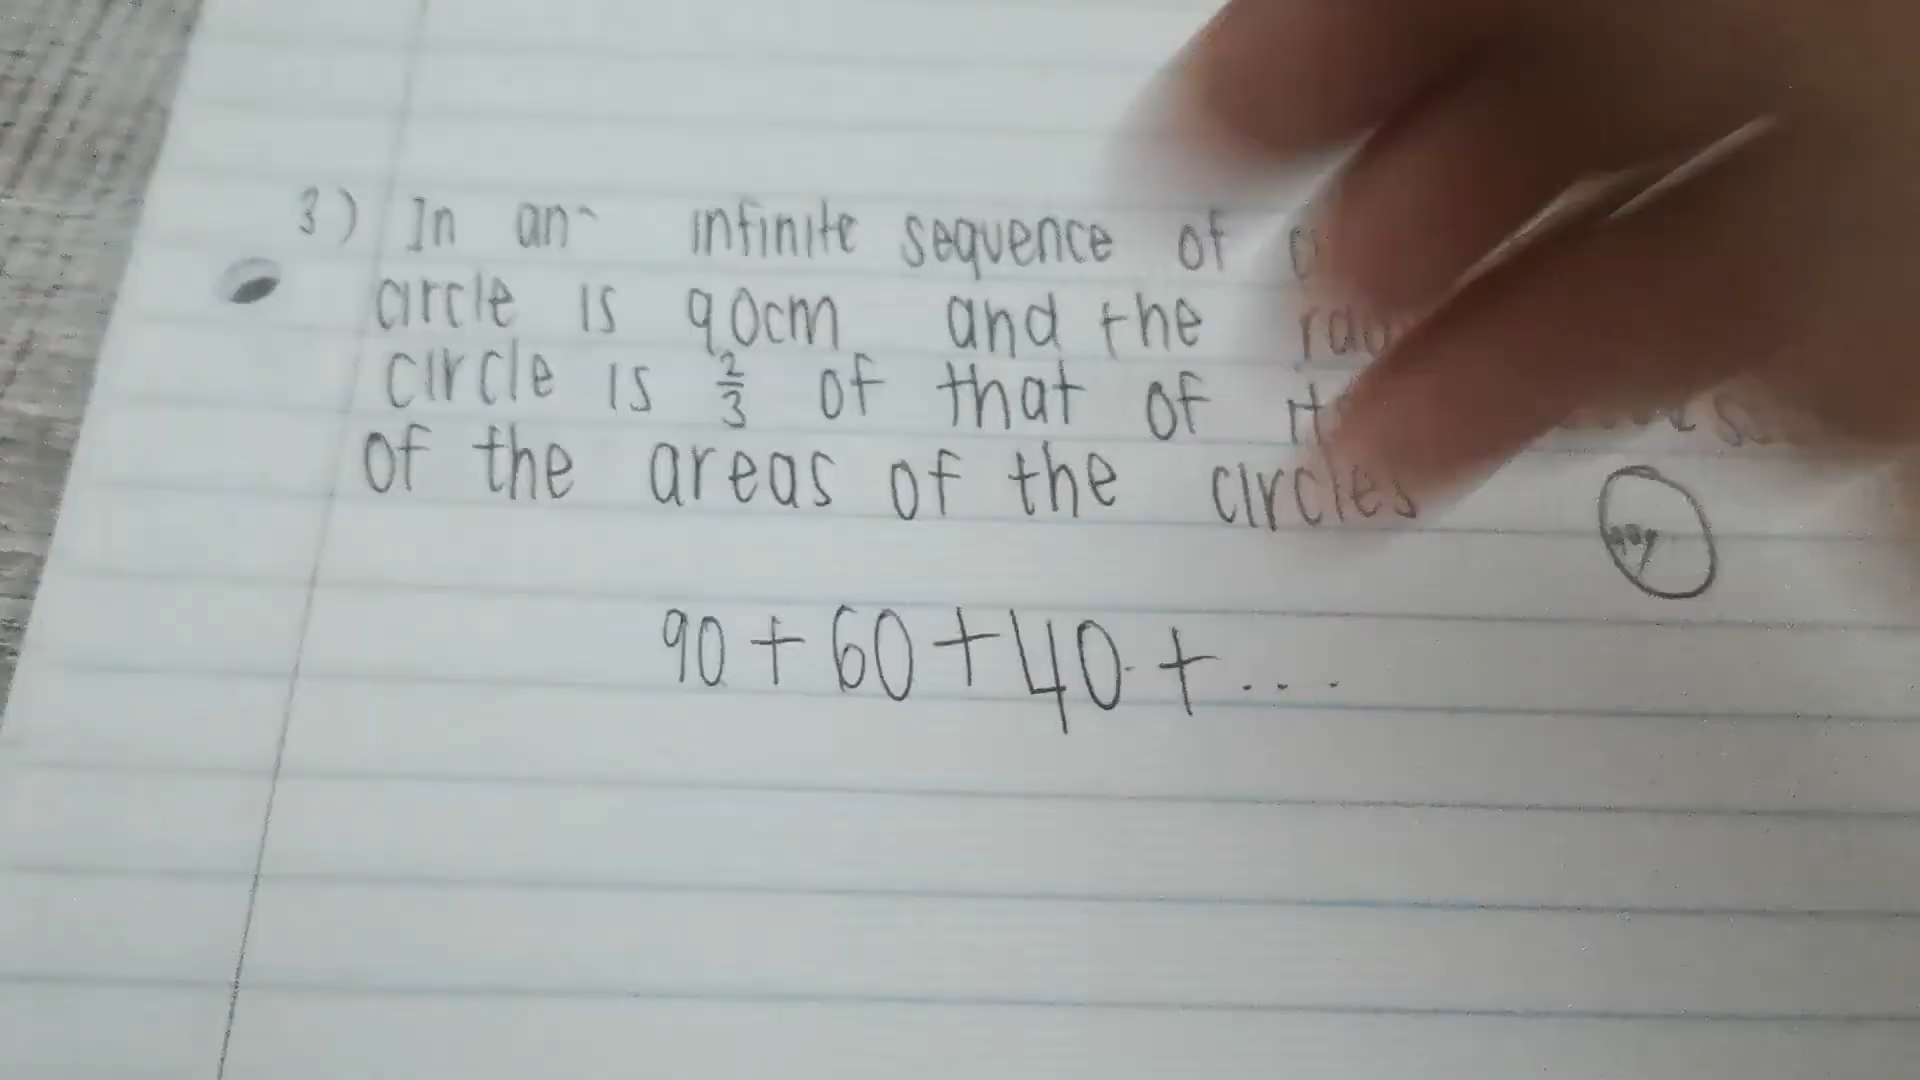 3) In an infinite sequence of
circle is 90cm and the
circle is 2/3 of that of
of the areas of the circles
90 + 60 + 40 + ...